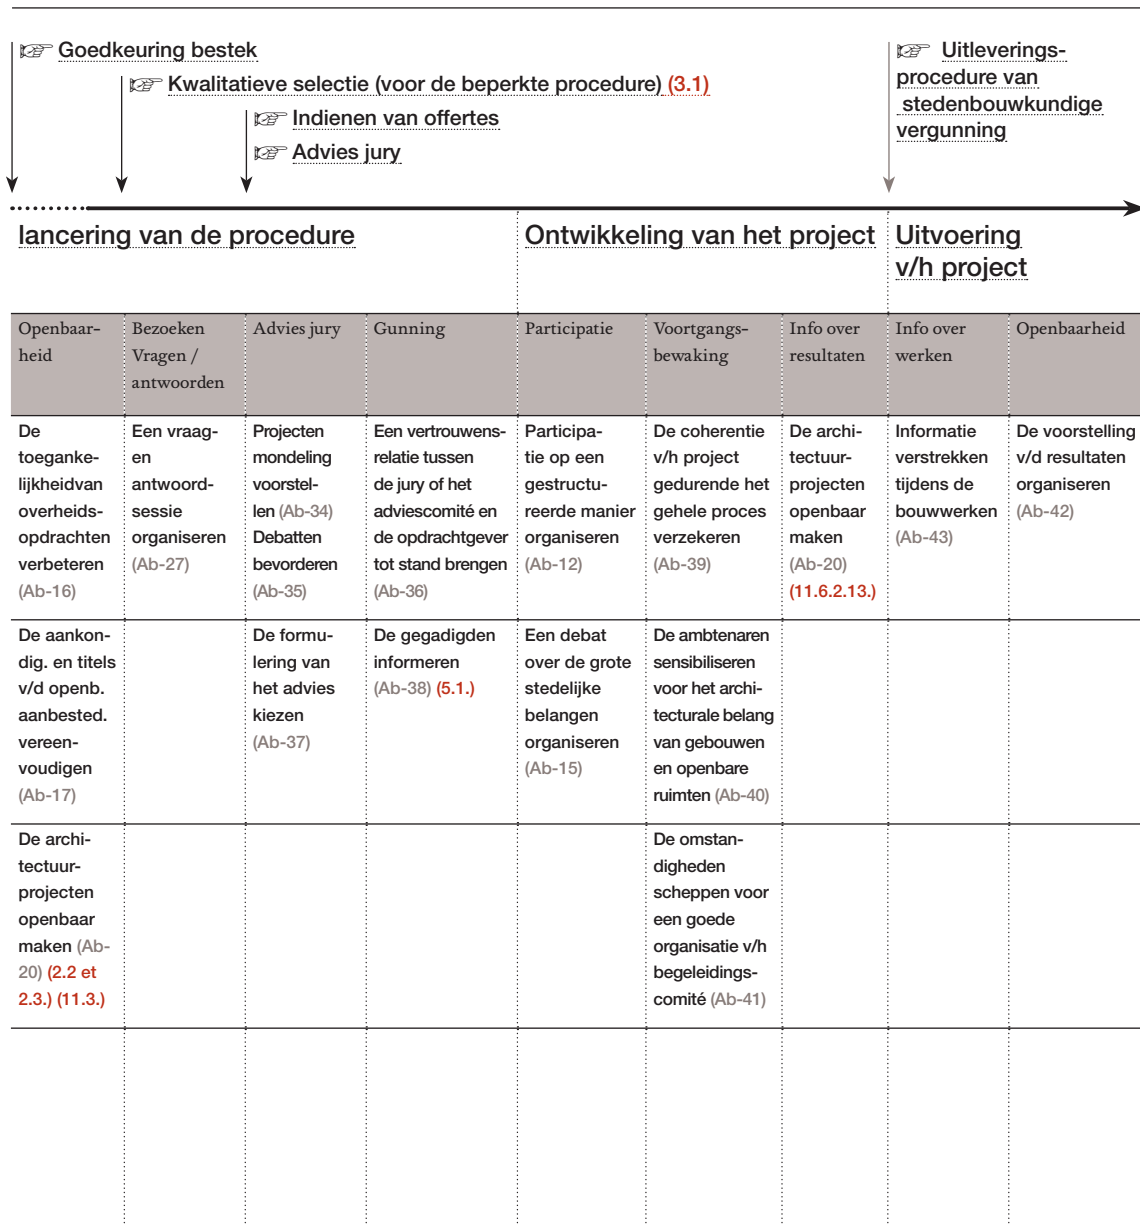 ☞ Goedkeuring bestek
☞ Kwalitatieve selectie (voor de beperkte procedure) (3.1)
☞ Indienen van offertes
☞ Advies jury
☞ Uitleverings-
procedure van
stedenbouwkundige
vergunning
lancering van de procedure
Ontwikkeling van het project
Uitvoering
v/h project
Openbaar-
heid
Bezoeken
Vragen /
antwoorden
Advies jury
Gunning
Participatie
Voortgangs-
bewaking
Info over
resultaten
Info over
werken
Openbaarheid
De
toeganke-
lijkheidvan
overheids-
opdrachten
verbeteren
(Ab-16)
Een vraag-
en
antwoord-
sessie
organiseren
(Ab-27)
Projecten
mondeling
voorstel-
len (Ab-34)
Debatten
bevorderen
(Ab-35)
Een vertrouwens-
relatie tussen
de jury of het
adviescomité en
de opdrachtgever
tot stand brengen
(Ab-36)
Participa-
tie op een
gestructu-
reerde manier
organiseren
(Ab-12)
De coherentie
v/h project
gedurende het
gehele proces
verzekeren
(Ab-39)
De archi-
tectuur-
projecten
openbaar
maken
(Ab-20)
(11.6.2.13.)
Informatie
verstrekken
tijdens de
bouwwerken
(Ab-43)
De voorstelling
v/d resultaten
organiseren
(Ab-42)
De aankon-
dig. en titels
v/d openb.
aanbested.
vereen-
voudigen
(Ab-17)
De formu-
lering van
het advies
kiezen
(Ab-37)
De gegadigden
informeren
(Ab-38) (5.1.)
Een debat
over de grote
stedelijke
belangen
organiseren
(Ab-15)
De ambtenaren
sensibiliseren
voor het archi-
tecturale belang
van gebouwen
en openbare
ruimten (Ab-40)
De archi-
tectuur-
projecten
openbaar
maken (Ab-
20) (2.2 et
2.3.) (11.3.)
De omstan-
digheden
scheppen voor
een goede
organisatie v/h
begeleidings-
comité (Ab-41)